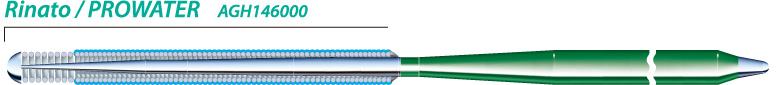 Rinato / PROWATER AGH146000